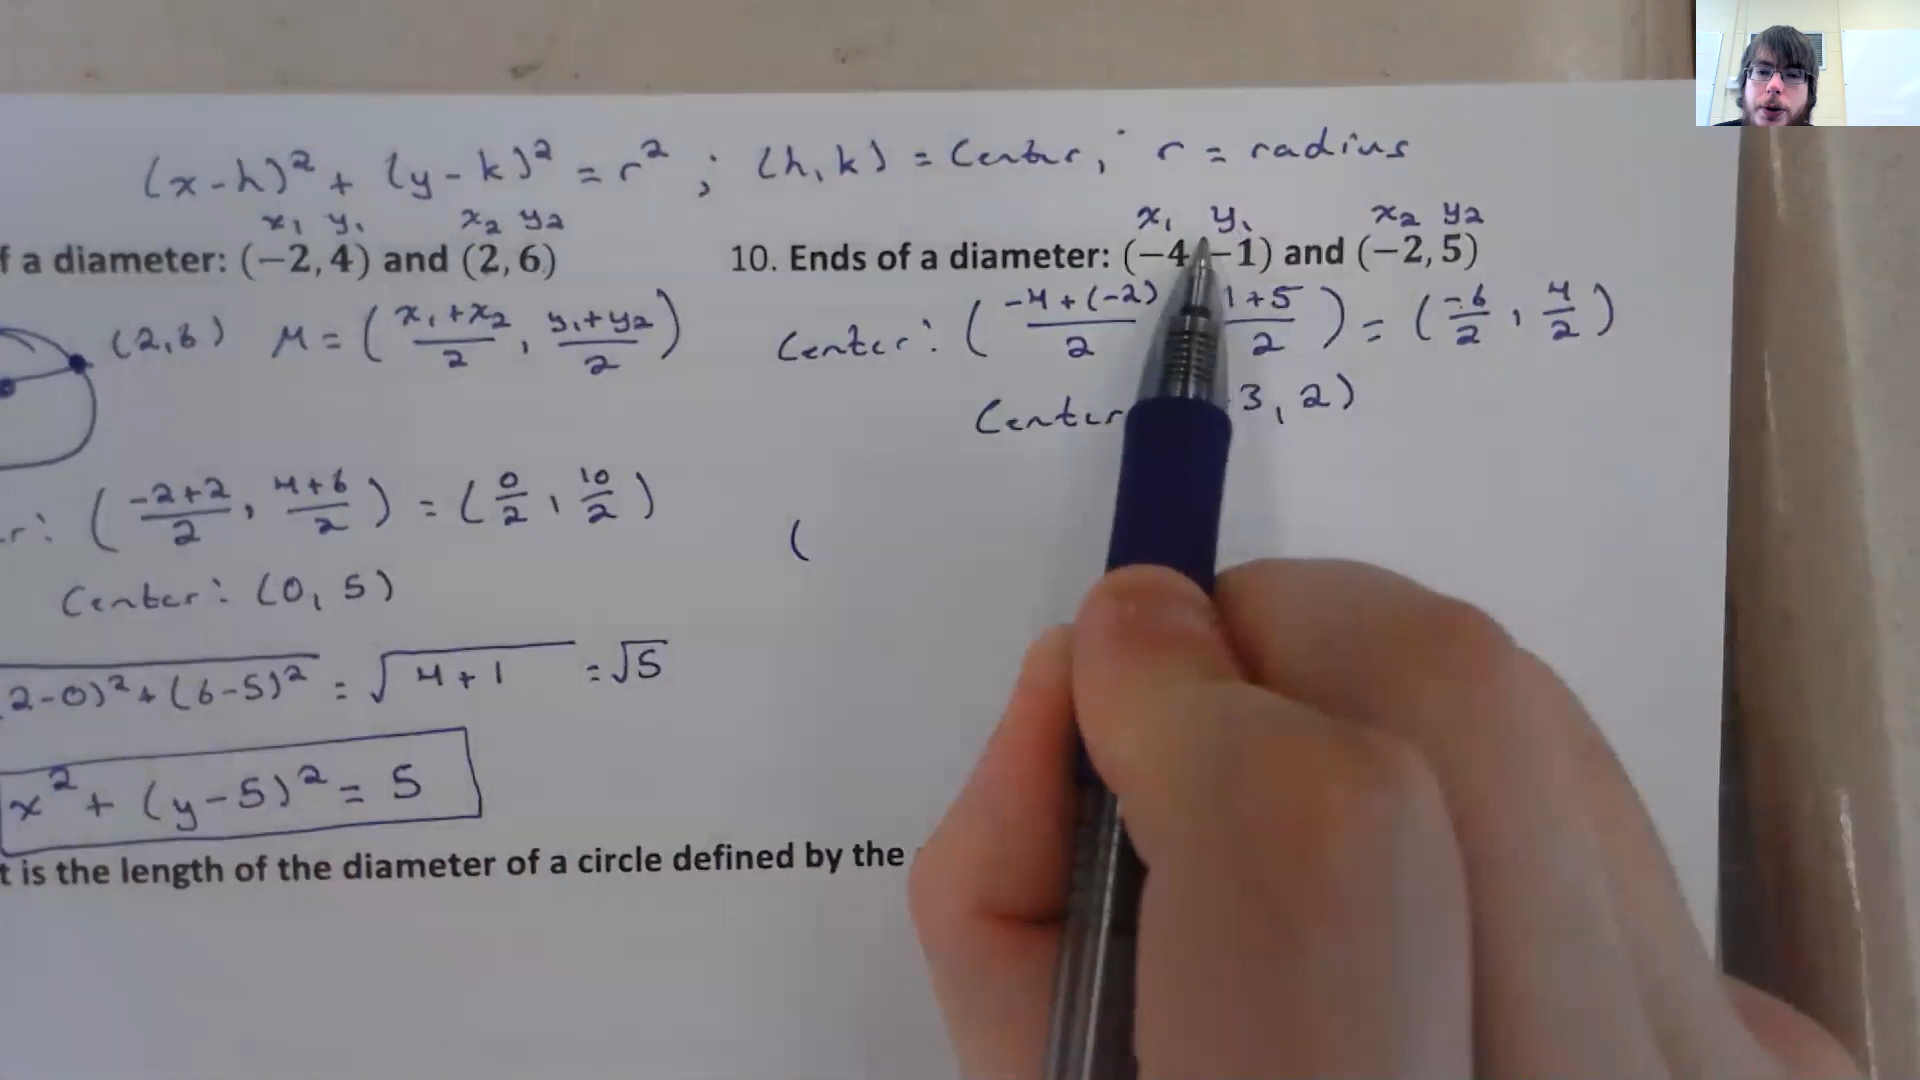 (x-h)² + (y-k)² = r² ; (h,k) = Center, r = radius
x₁ y₁ x₂ y₂
f a diameter: (−2, 4) and (2, 6)
(2,6) M = ( x₁+x₂ / 2 , y₁+y₂ / 2 )
r: ( -2+2 / 2 , 4+6 / 2 ) = ( 0/2 , 10/2 )
Center: (0, 5)
2-0)² + (6-5)² = √4+1 = √5
x² + (y-5)² = 5
t is the length of the diameter of a circle defined by the
x₁ y₁ x₂ y₂
10. Ends of a diameter: (−4 −1) and (−2, 5)
Center: ( -4+(-2) / 2 1+5 / 2 ) = ( -6/2 , 4/2 )
Center 3, 2)
(